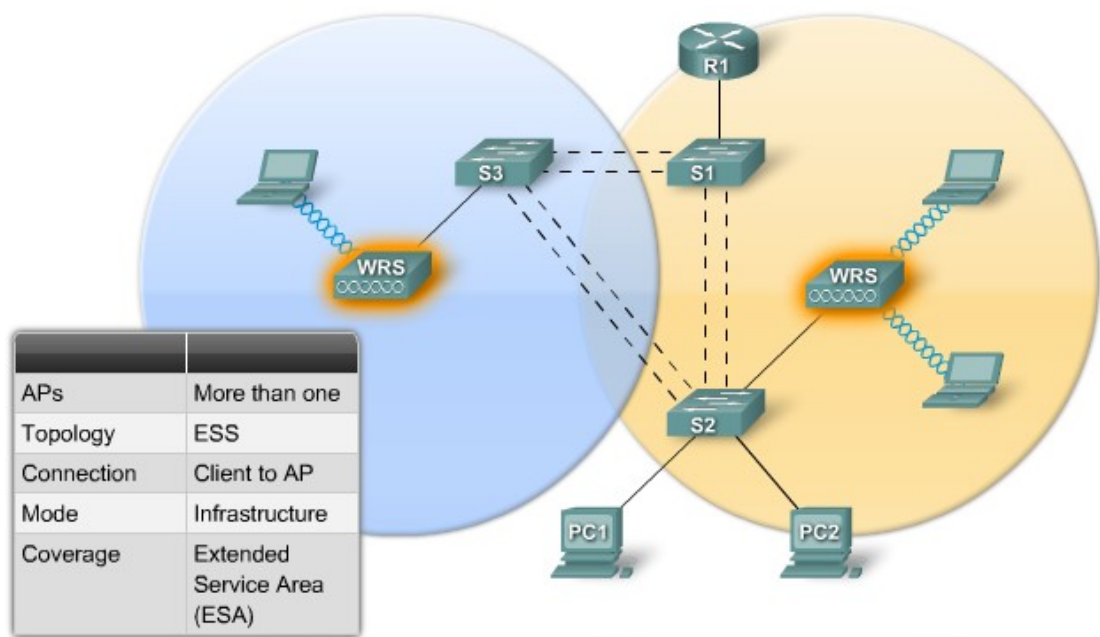 R1
S3
S1
WRS
WRS
S2
PC1
PC2
APs More than one
Topology ESS
Connection Client to AP
Mode Infrastructure
Coverage Extended
Service Area
(ESA)